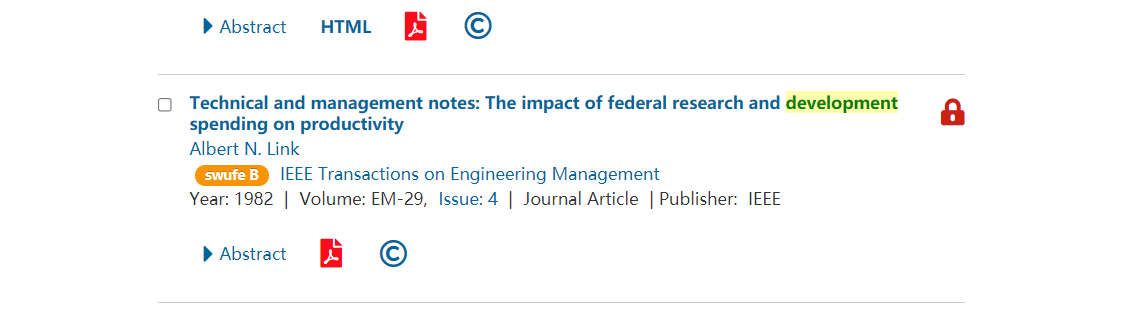 Abstract HTML ©
Technical and management notes: The impact of federal research and development
spending on productivity
Albert N. Link
swufe B IEEE Transactions on Engineering Management
Year: 1982 | Volume: EM-29, Issue: 4 | Journal Article | Publisher: IEEE
Abstract ©